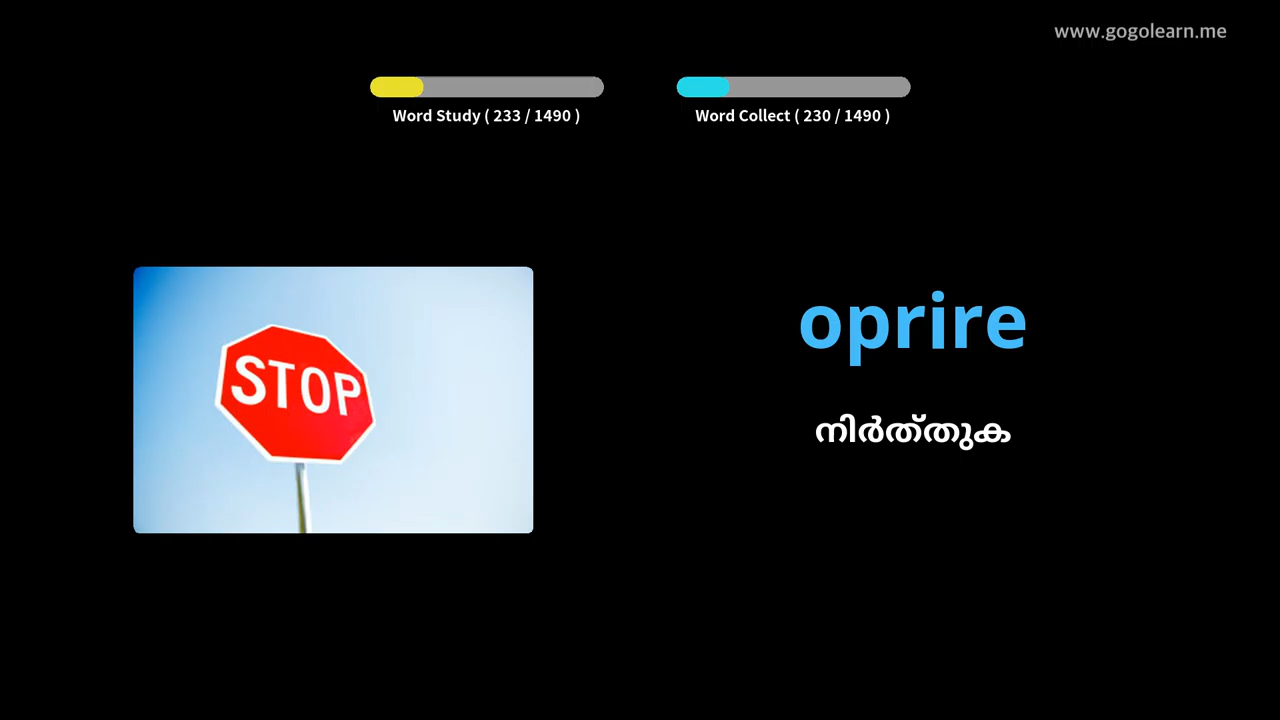 www.gogolearn.me
Word Study ( 233 / 1490 )
Word Collect ( 230 / 1490 )
STOP
oprire
നിർത്തുക